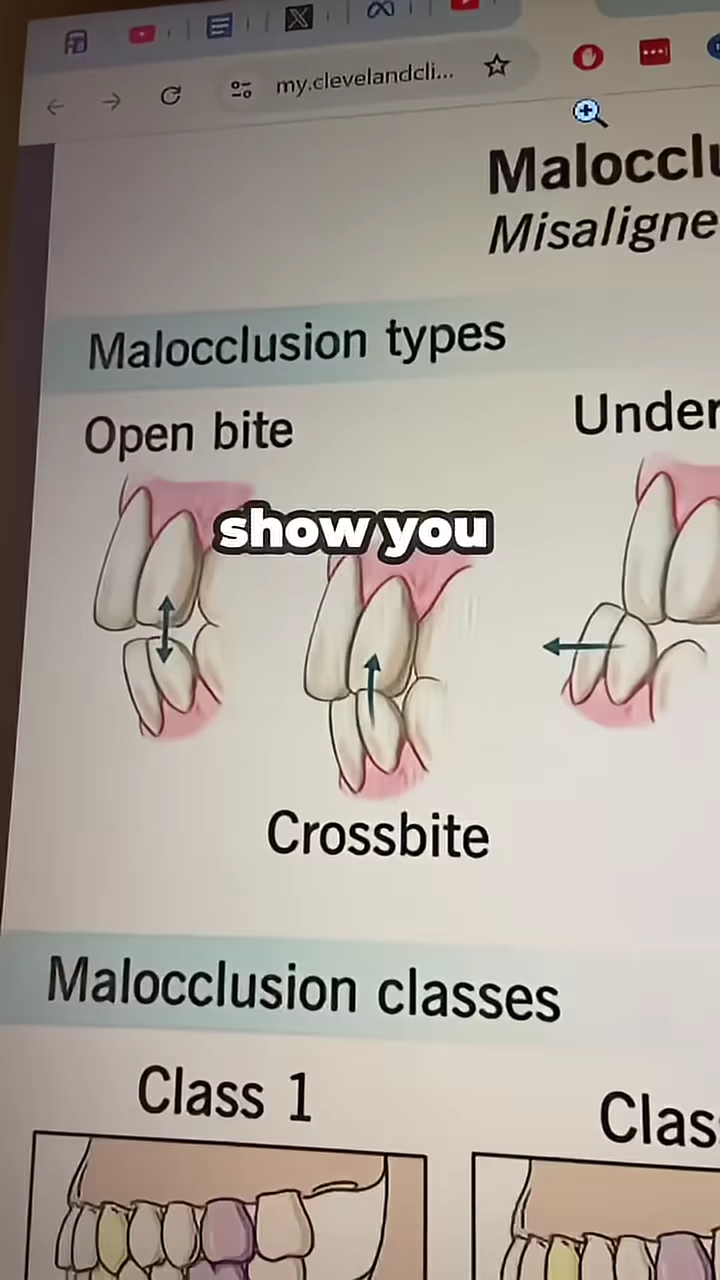 my.clevelandcli...
Malocclu
Misaligne
Malocclusion types
Open bite
Under
show you
Crossbite
Malocclusion classes
Class 1
Clas